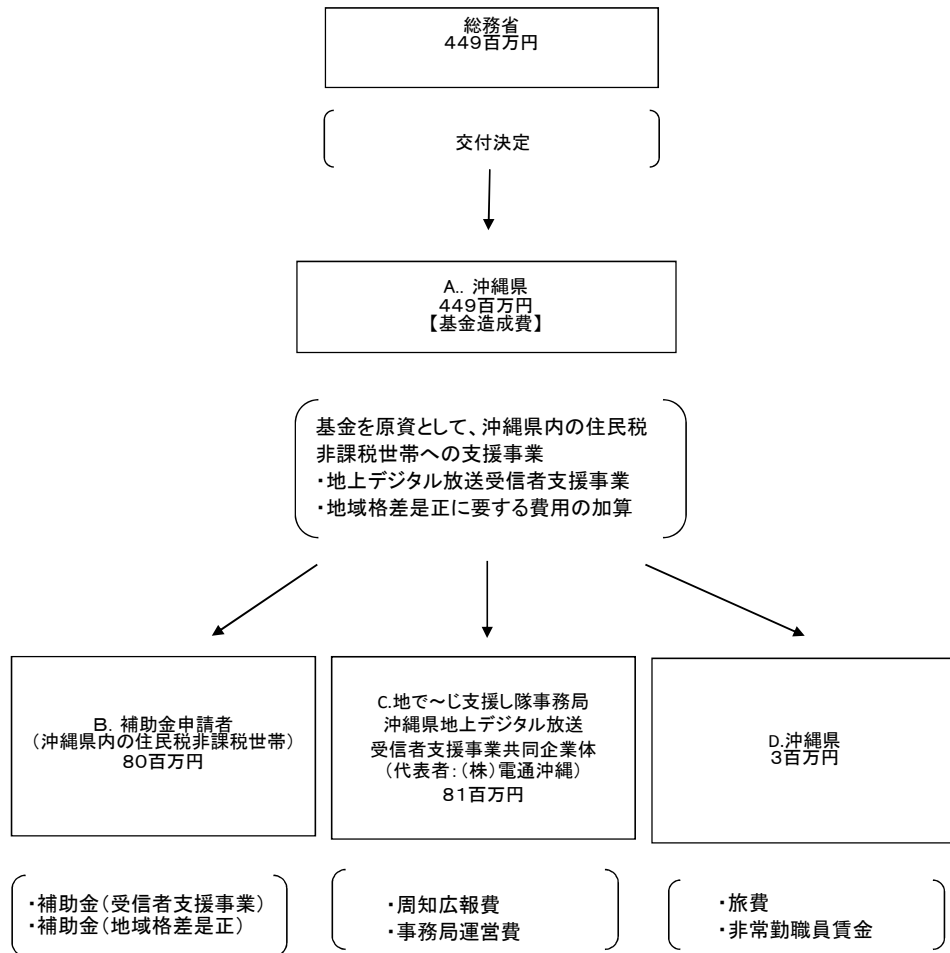 総務省
449百万円
交付決定
A.. 沖縄県
449百万円
【基金造成費】
基金を原資として、沖縄県内の住民税
非課税世帯への支援事業
・地上デジタル放送受信者支援事業
・地域格差是正に要する費用の加算
B. 補助金申請者
(沖縄県内の住民税非課税世帯)
80百万円
C.地で~じ支援し隊事務局
沖縄県地上デジタル放送
受信者支援事業共同企業体
(代表者:(株)電通沖縄)
81百万円
D.沖縄県
3百万円
・補助金(受信者支援事業)
・補助金(地域格差是正)
・周知広報費
・事務局運営費
・旅費
・非常勤職員賃金